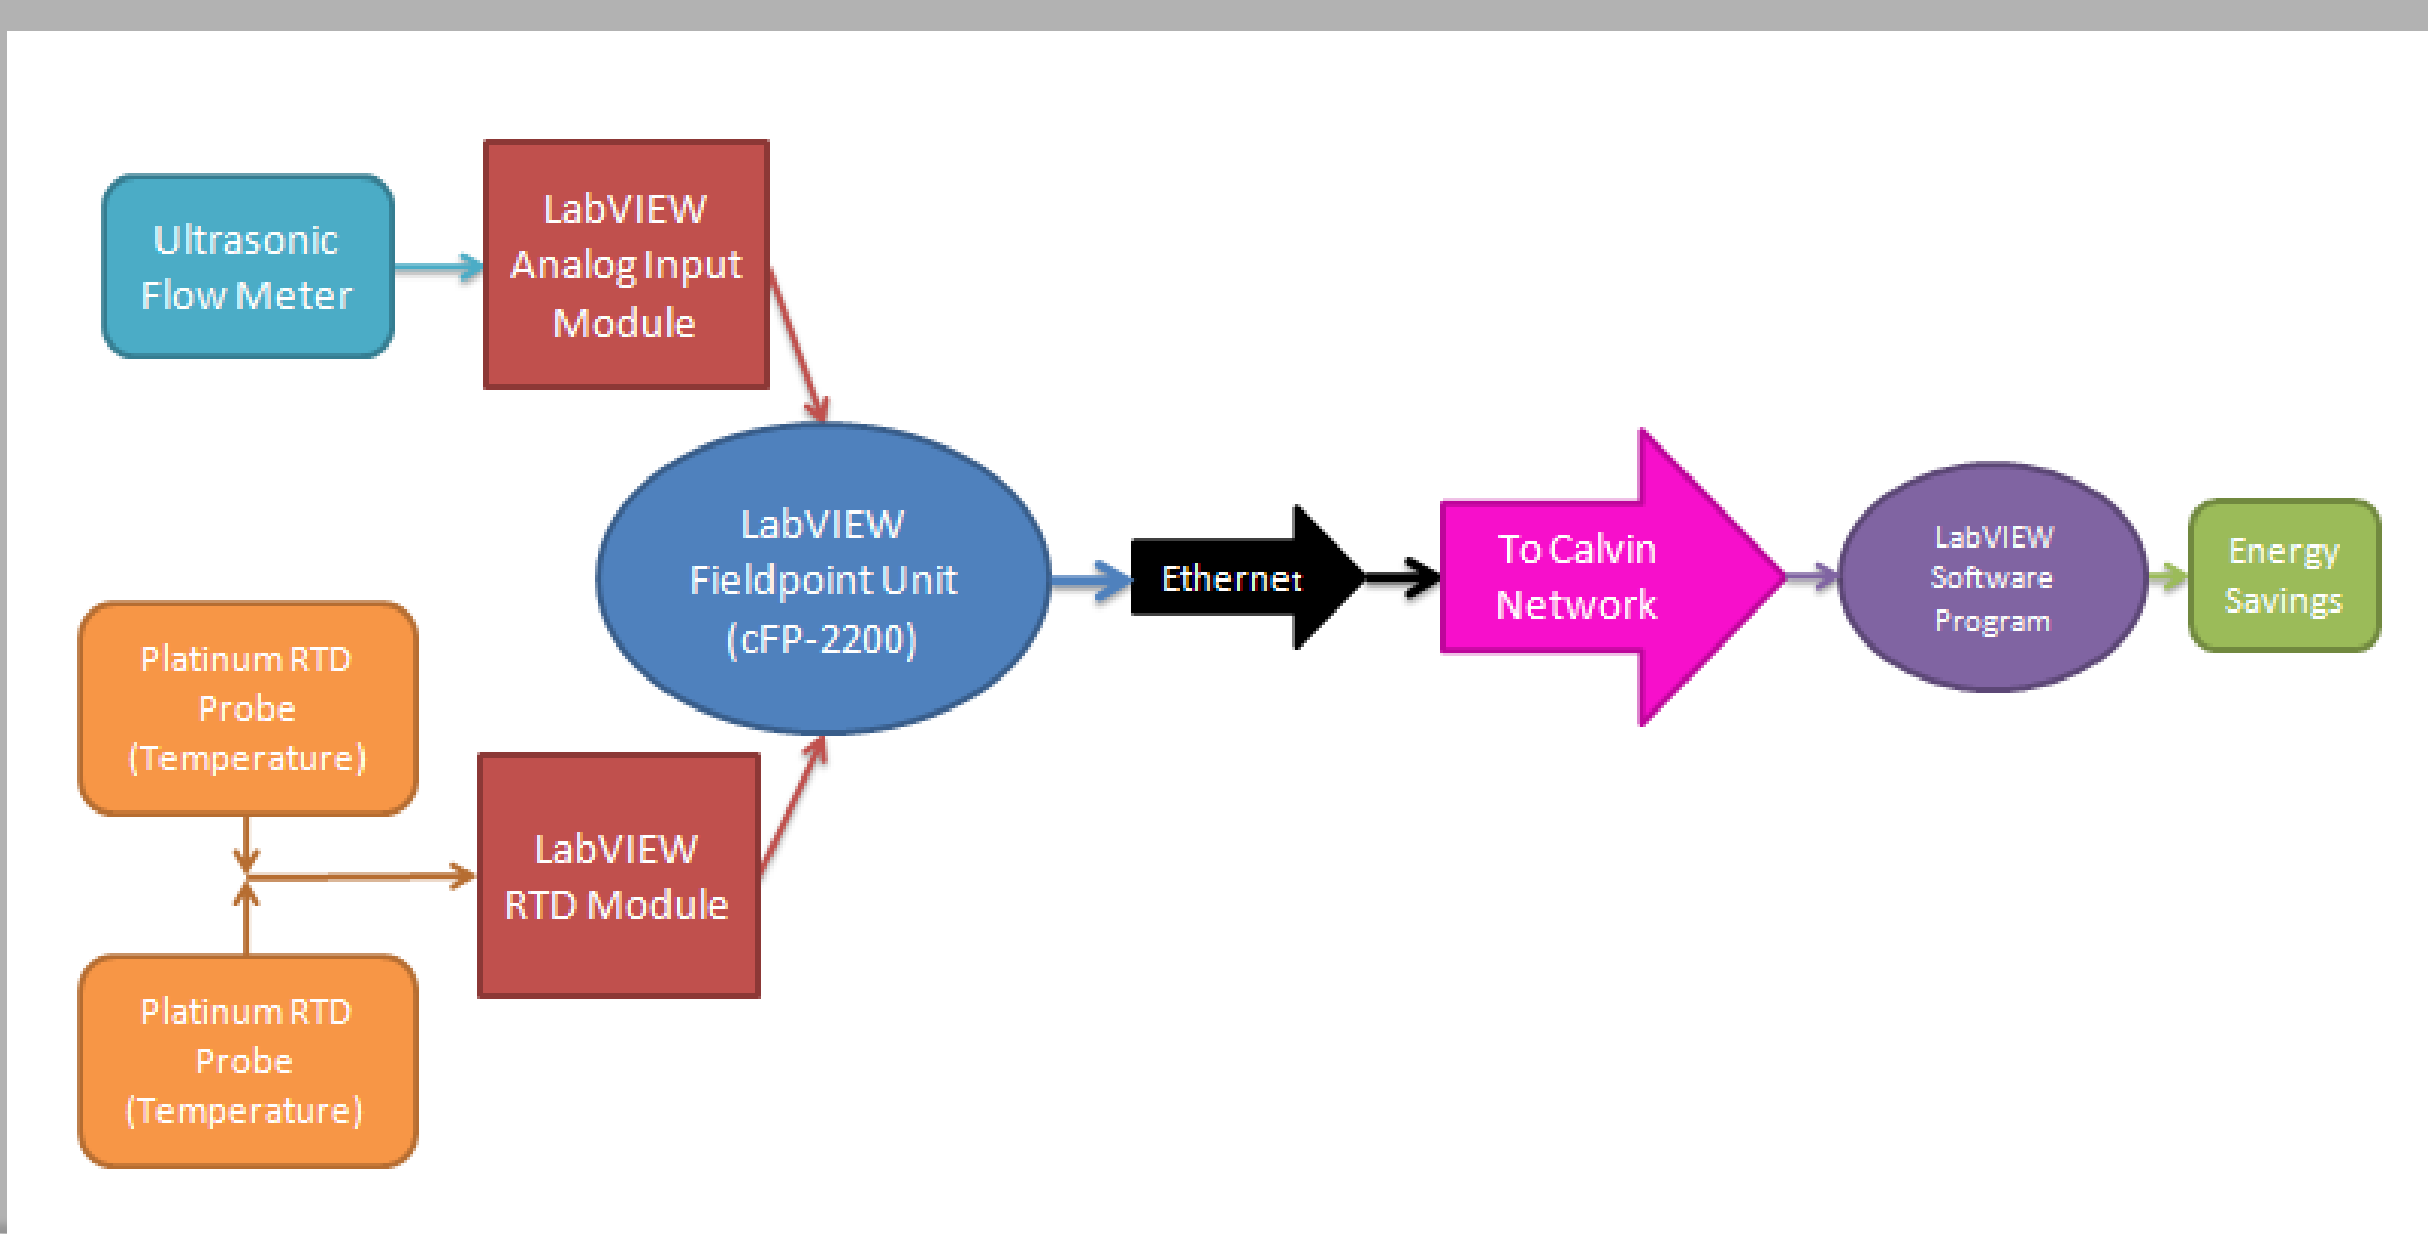 Ultrasonic
Flow Meter
LabVIEW
Analog Input
Module
LabVIEW
Fieldpoint Unit
(cFP-2200)
Platinum RTD
Probe
(Temperature)
Platinum RTD
Probe
(Temperature)
LabVIEW
RTD Module
Ethernet
To Calvin
Network
LabVIEW
Software
Program
Energy
Savings